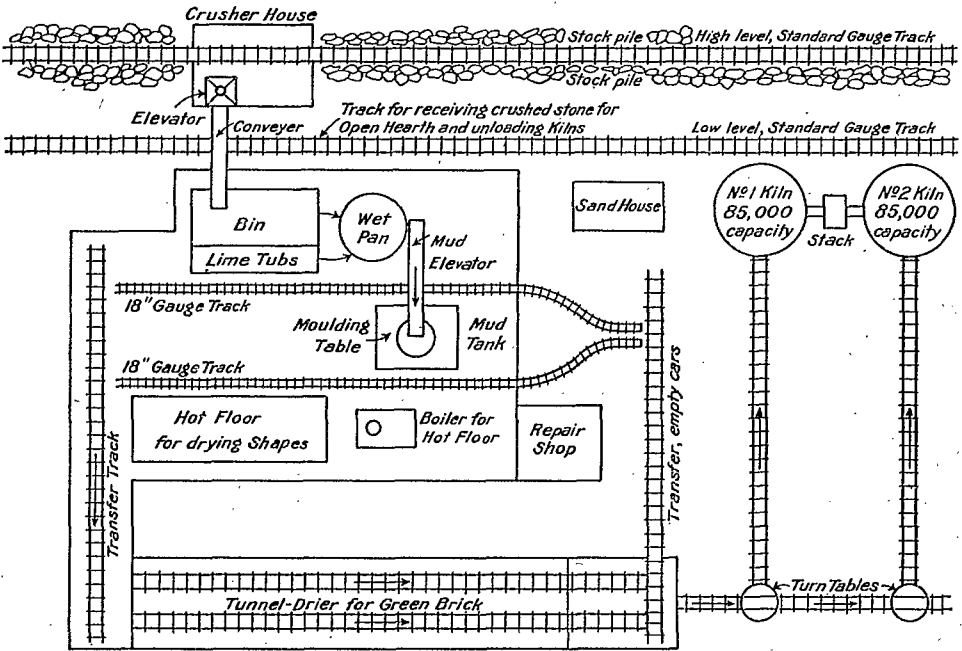 Crusher House
Stock pile
High level, Standard Gauge Track
Stock pile
Elevator
Conveyer
Track for receiving crushed stone for
Open Hearth and unloading Kilns
Low level, Standard Gauge Track
Bin
Lime Tubs
Wet
Pan
Mud
Elevator
Sand House
No 1 Kiln
85,000
capacity
Stack
No 2 Kiln
85,000
capacity
18" Gauge Track
Moulding
Table
Mud
Tank
18" Gauge Track
Hot Floor
for drying Shapes
Boiler for
Hot Floor
Repair
Shop
Transfer Track
Transfer, empty cars
Tunnel-Drier for Green Brick
Turn Tables